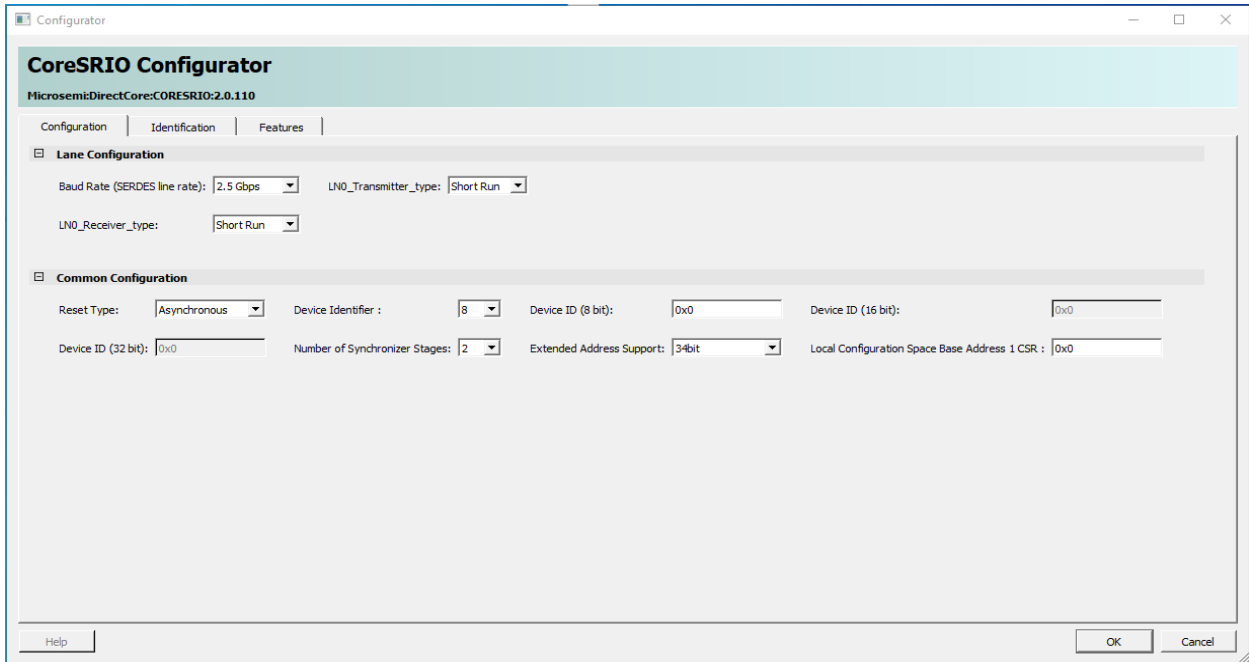 Configurator
CoreSRIO Configurator
Microsemi:DirectCore:CORESRIO:2.0.110
Configuration Identification Features
Lane Configuration
Baud Rate (SERDES line rate): 2.5 Gbps LN0_Transmitter_type: Short Run
LN0_Receiver_type: Short Run
Common Configuration
Reset Type: Asynchronous Device Identifier : 8 Device ID (8 bit): 0x0 Device ID (16 bit): 0x0
Device ID (32 bit): 0x0 Number of Synchronizer Stages: 2 Extended Address Support: 34bit Local Configuration Space Base Address 1 CSR : 0x0
Help OK Cancel